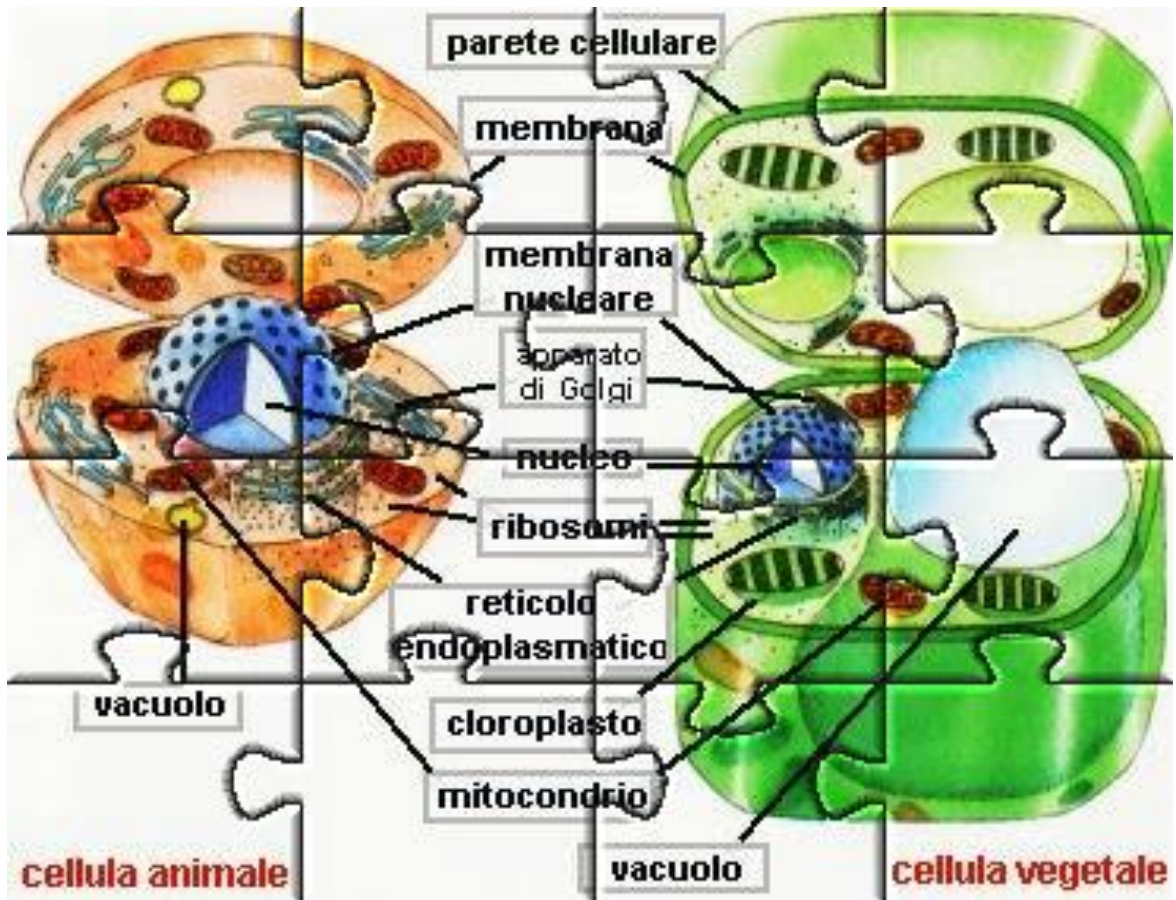 parete cellulare
membrana
membrana
nucleare
apparato
di Golgi
nucleo
ribosomi
reticolo
endoplasmatico
vacuolo
cloroplasto
mitocondrio
vacuolo
cellula animale
cellula vegetale